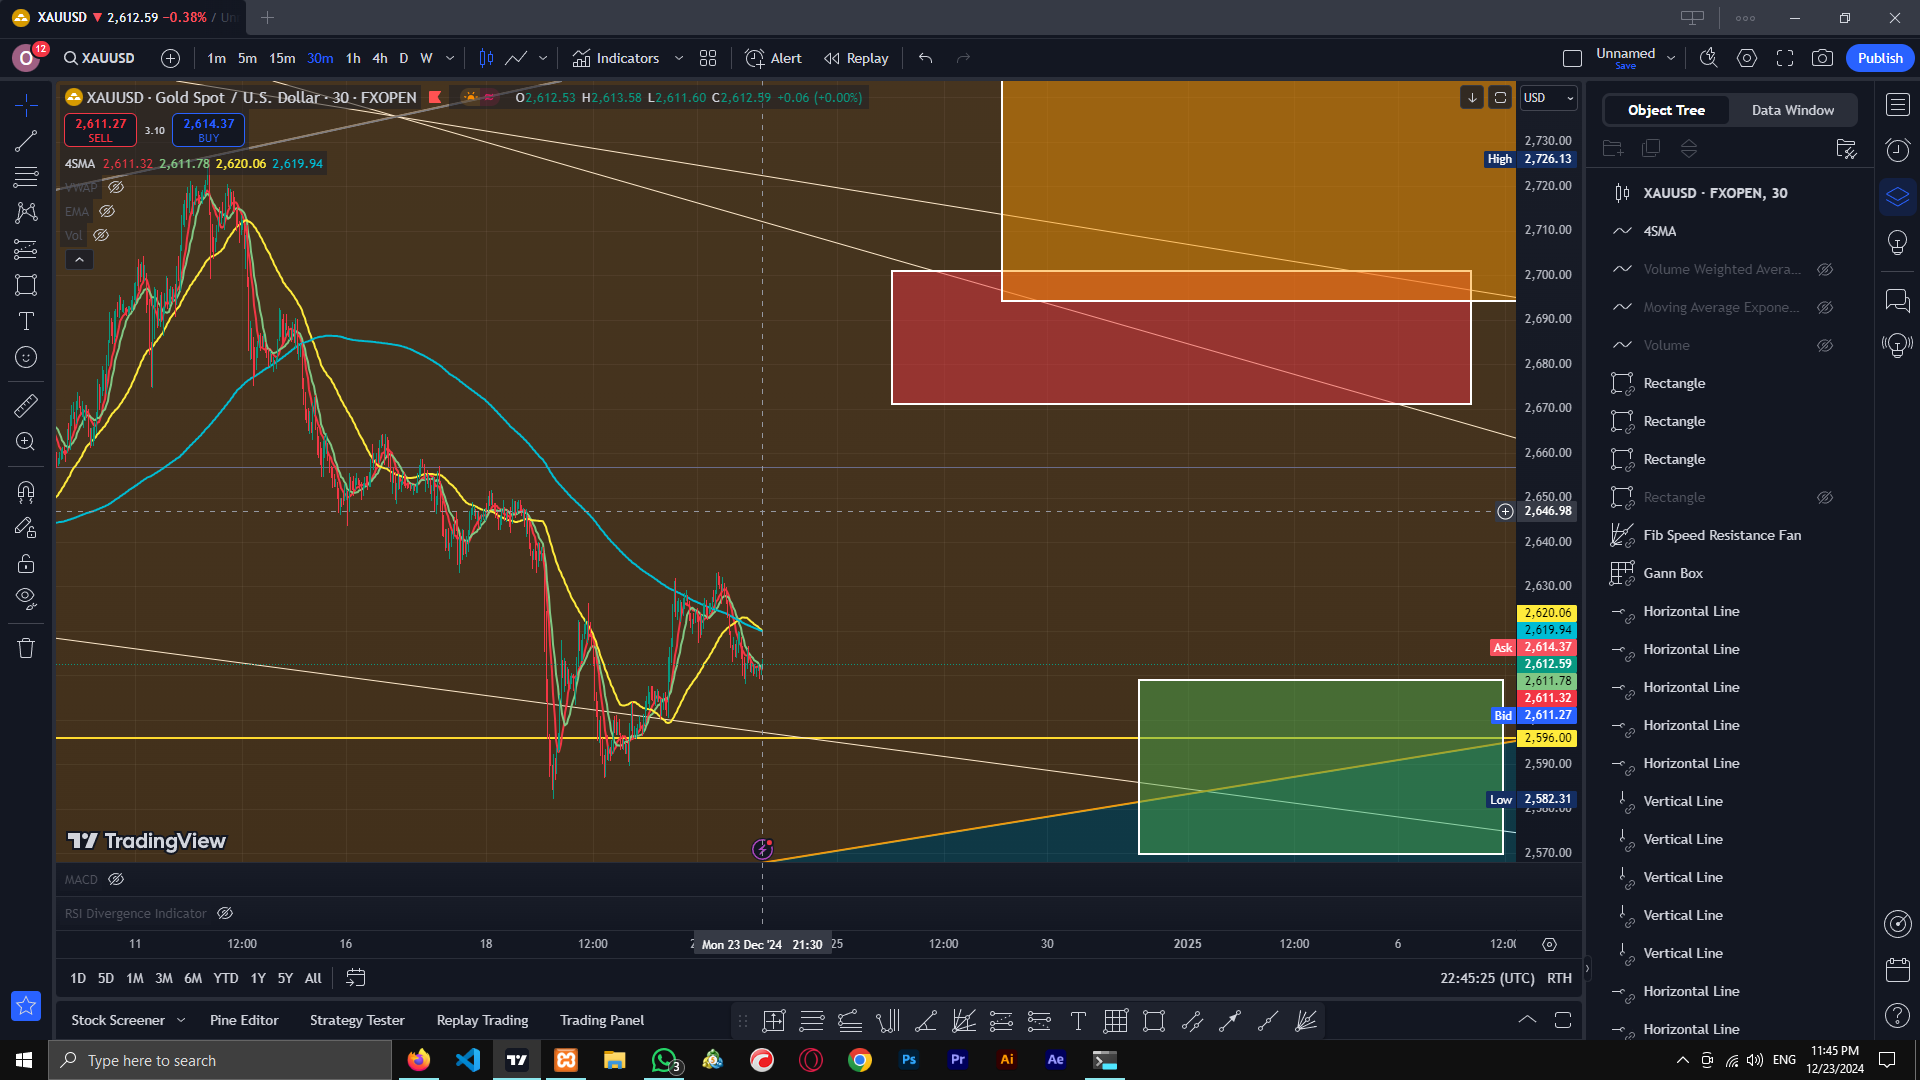 XAUUSD ▼ 2,612.59 −0.38% / Un
O 12 XAUUSD 1m 5m 15m 30m 1h 4h D W Indicators Alert Replay Unnamed Save Publish
XAUUSD · Gold Spot / U.S. Dollar · 30 · FXOPEN O2,612.53 H2,613.58 L2,611.60 C2,612.59 +0.06 (+0.00%)
USD
2,611.27 SELL 3.10 2,614.37 BUY
4SMA 2,611.32 2,611.78 2,620.06 2,619.94
VWAP
EMA
Vol
2,730.00
High 2,726.13
2,720.00
2,710.00
2,700.00
2,690.00
2,680.00
2,670.00
2,660.00
2,650.00
2,646.98
2,640.00
2,630.00
2,620.06
2,619.94
Ask 2,614.37
2,612.59
2,611.78
2,611.32
Bid 2,611.27
2,596.00
2,590.00
Low 2,582.31
2,580.00
2,570.00
TradingView
MACD
RSI Divergence Indicator
11 12:00 16 18 12:00 2 Mon 23 Dec '24 21:30 25 12:00 30 2025 12:00 6 12:00
1D 5D 1M 3M 6M YTD 1Y 5Y All 22:45:25 (UTC) RTH
Stock Screener Pine Editor Strategy Tester Replay Trading Trading Panel
Object Tree Data Window
XAUUSD · FXOPEN, 30
4SMA
Volume Weighted Avera...
Moving Average Expone...
Volume
Rectangle
Rectangle
Rectangle
Rectangle
Fib Speed Resistance Fan
Gann Box
Horizontal Line
Horizontal Line
Horizontal Line
Horizontal Line
Horizontal Line
Vertical Line
Vertical Line
Vertical Line
Vertical Line
Vertical Line
Horizontal Line
Horizontal Line
Type here to search 3 Ps Pr Ai Ae ENG 11:45 PM
12/23/2024